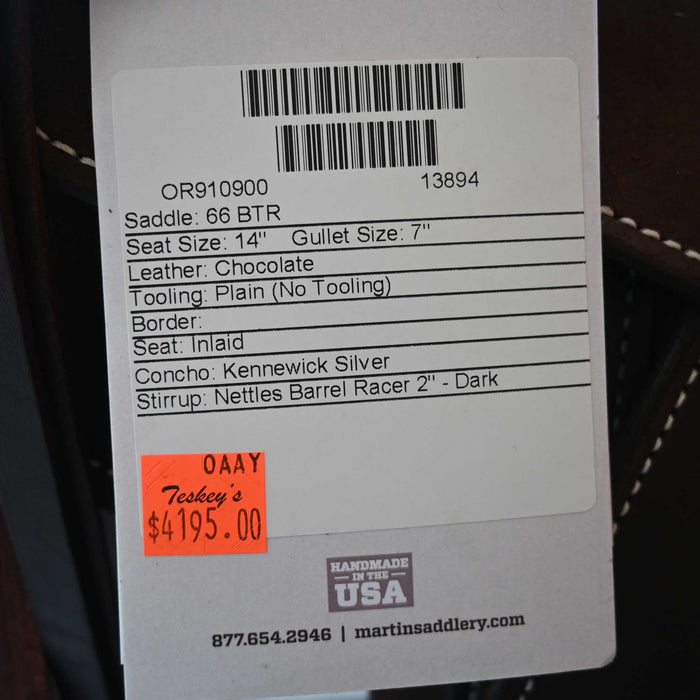 OR910900 13894
Saddle: 66 BTR
Seat Size: 14" Gullet Size: 7"
Leather: Chocolate
Tooling: Plain (No Tooling)
Border:
Seat: Inlaid
Concho: Kennewick Silver
Stirrup: Nettles Barrel Racer 2" - Dark
OAAY
Teskey's
$4195.00
HANDMADE
IN THE
USA
877.654.2946 | martinsaddlery.com